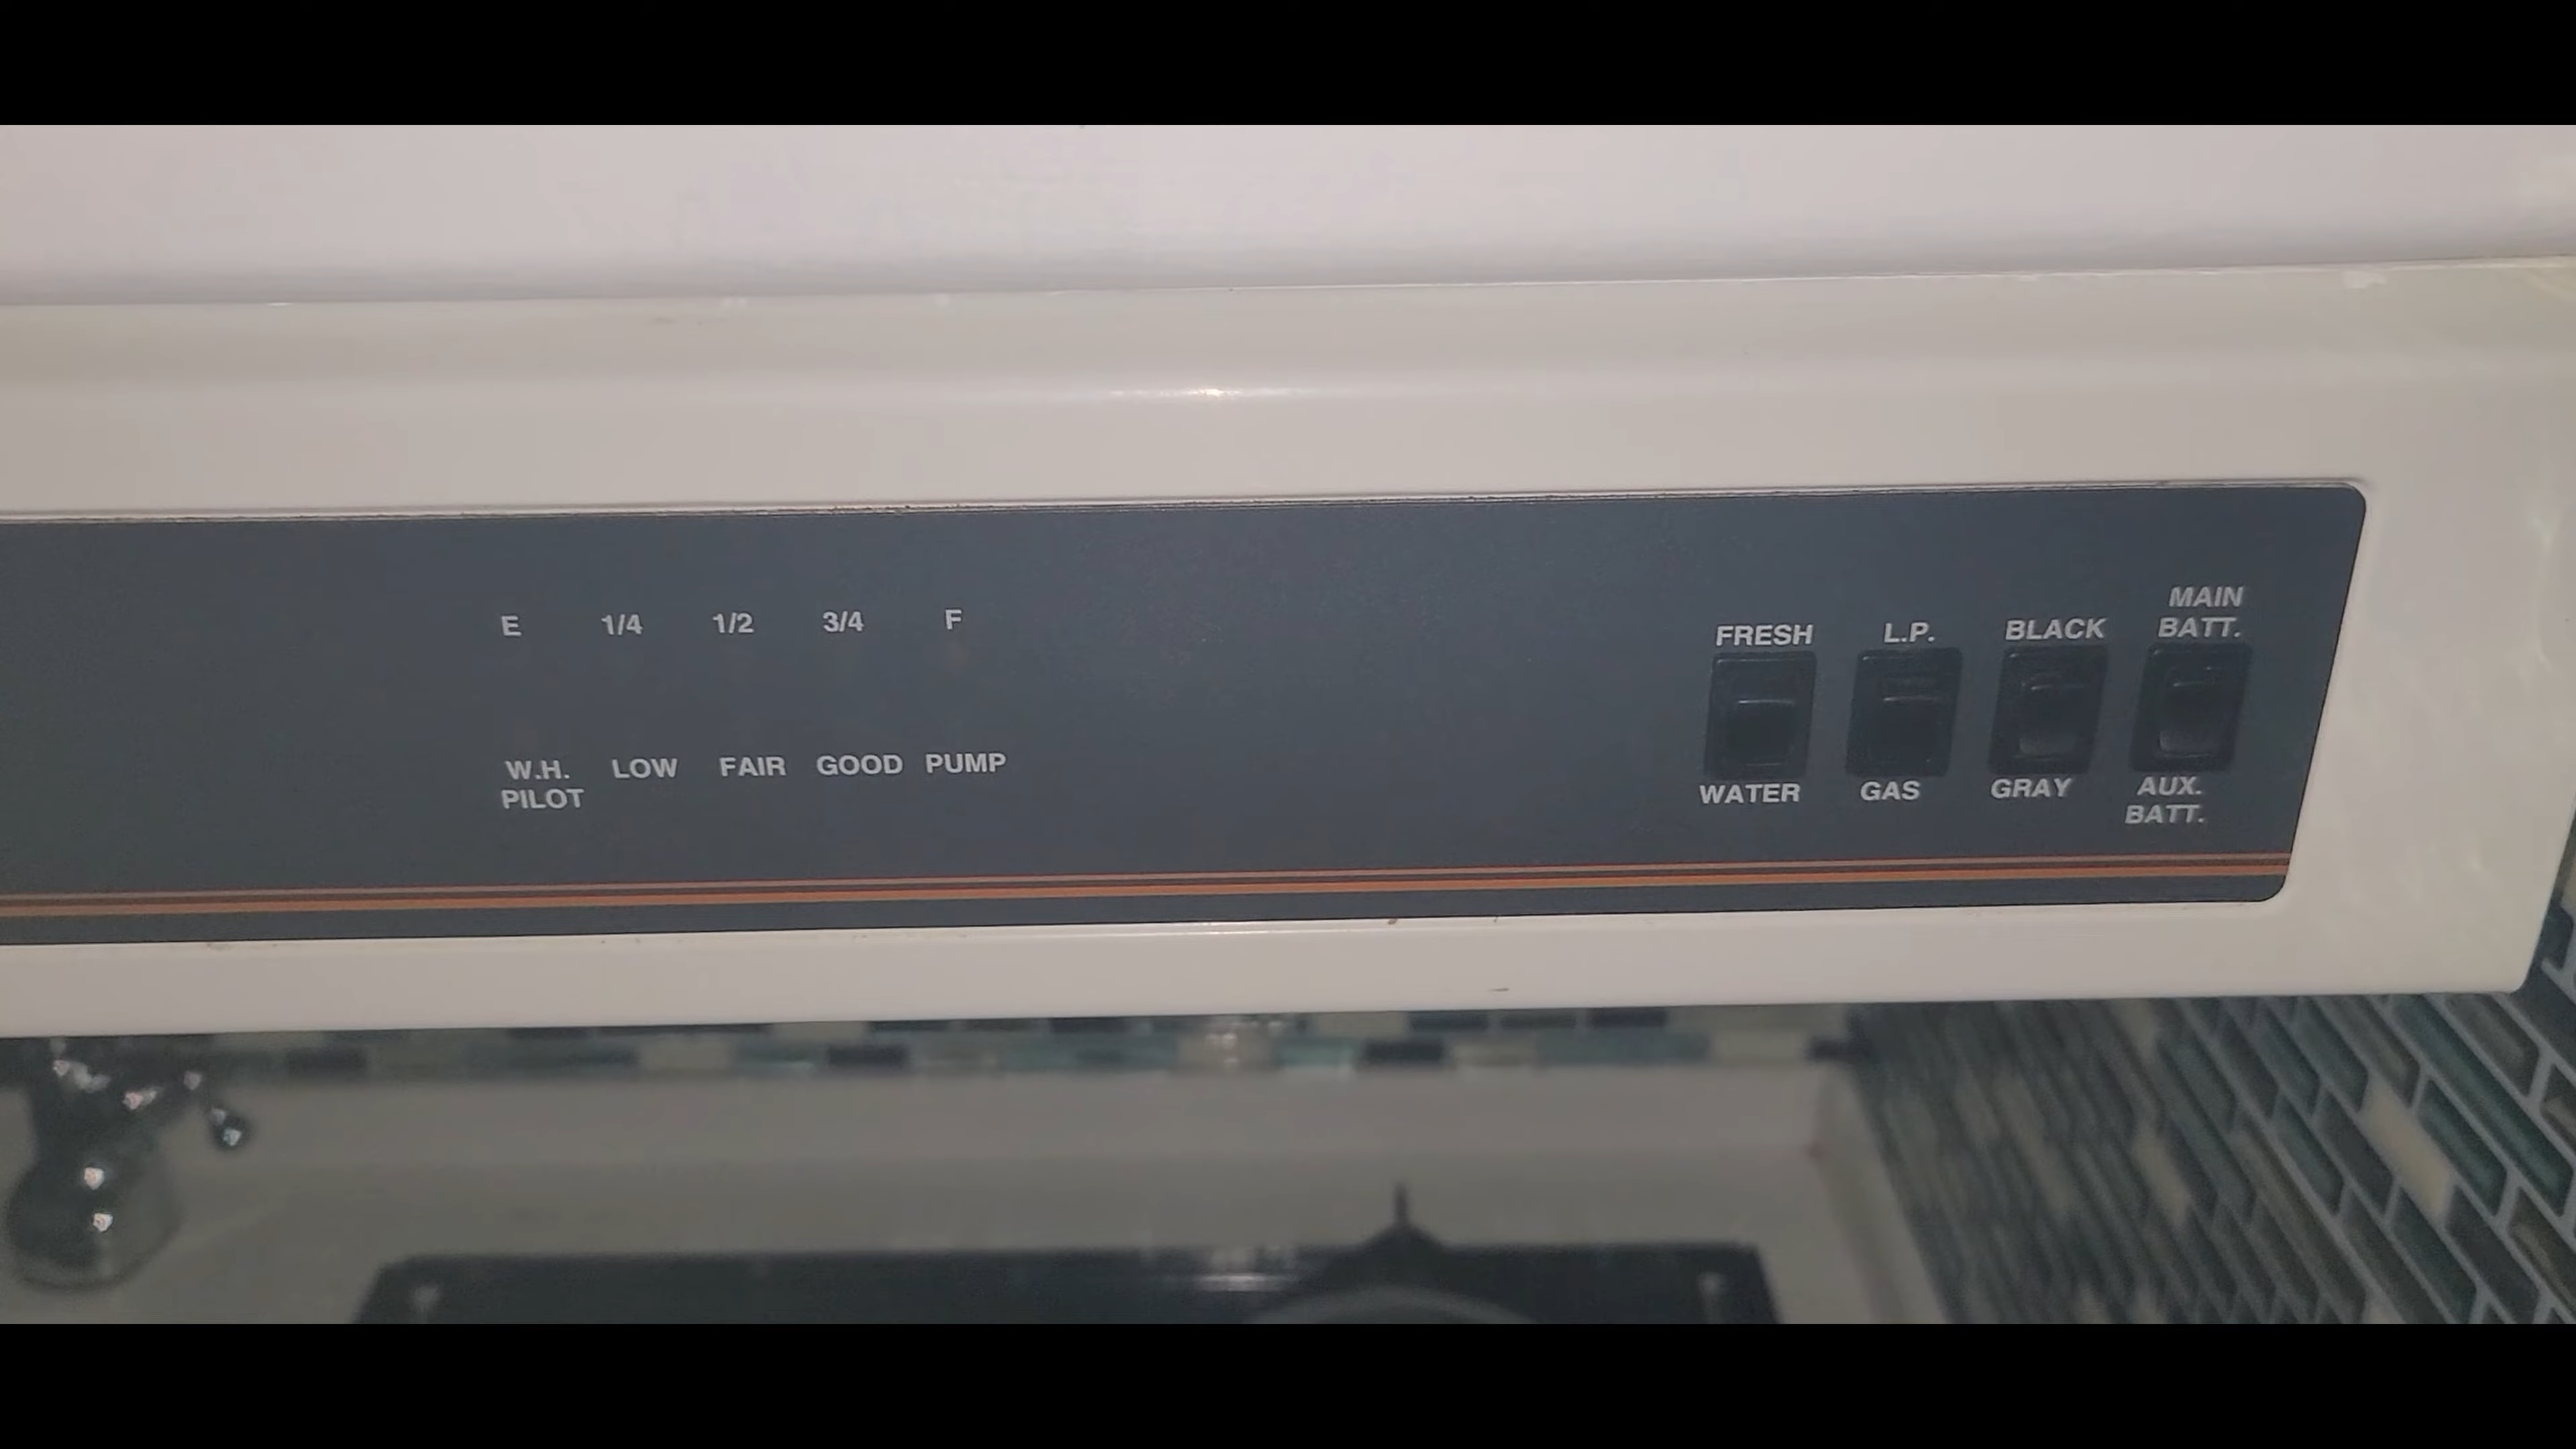 E 1/4 1/2 3/4 F
W.H. LOW FAIR GOOD PUMP
PILOT
MAIN
FRESH L.P. BLACK BATT.
WATER GAS GRAY AUX.
BATT.